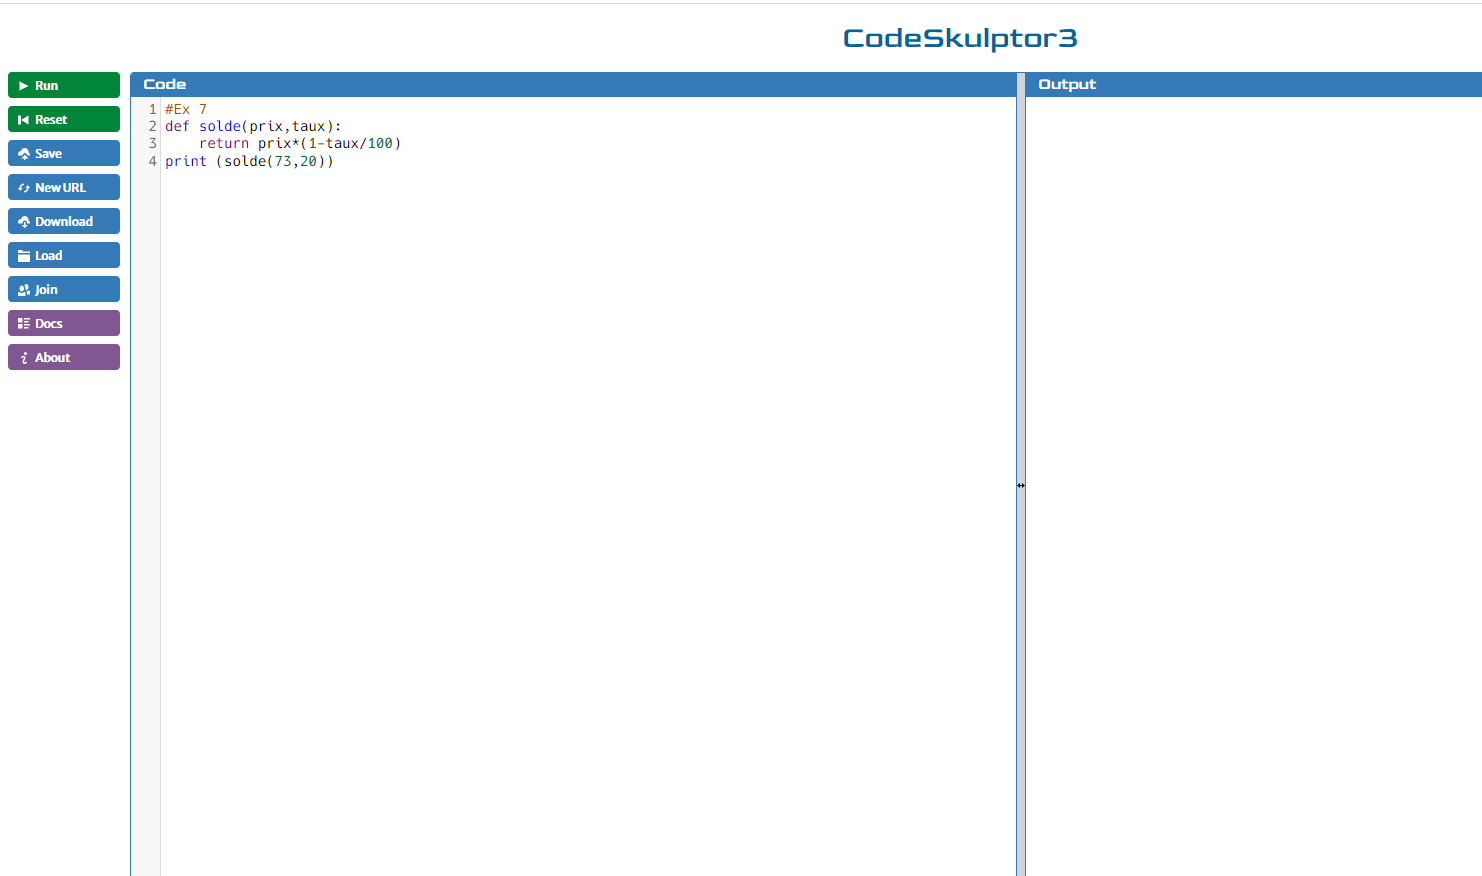 CodeSkulptor3
Run
Reset
Save
New URL
Download
Load
Join
Docs
About
Code
1 #Ex 7
2 def solde(prix,taux):
3     return prix*(1-taux/100)
4 print (solde(73,20))
Output